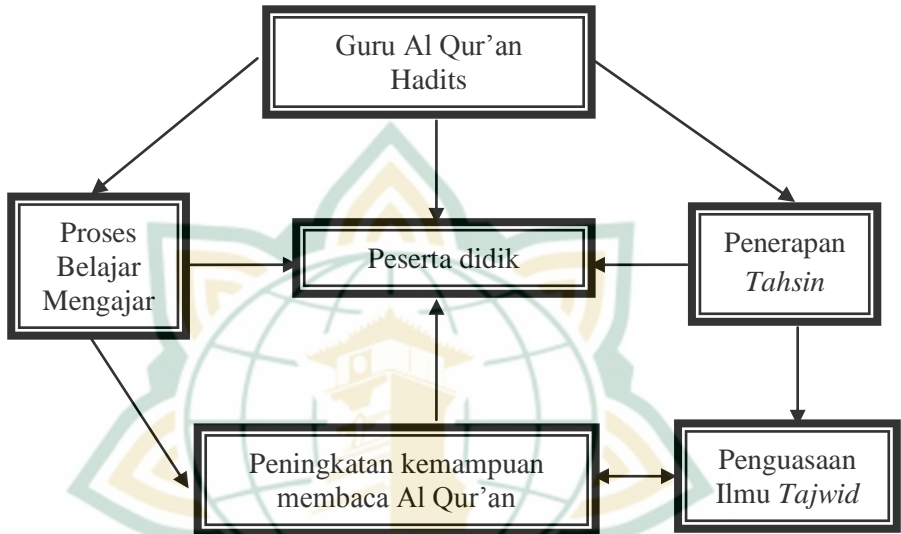 Guru Al Qur’an
Hadits
Proses
Belajar
Mengajar
Peserta didik
Penerapan
Tahsin
Peningkatan kemampuan
membaca Al Qur’an
Penguasaan
Ilmu Tajwid